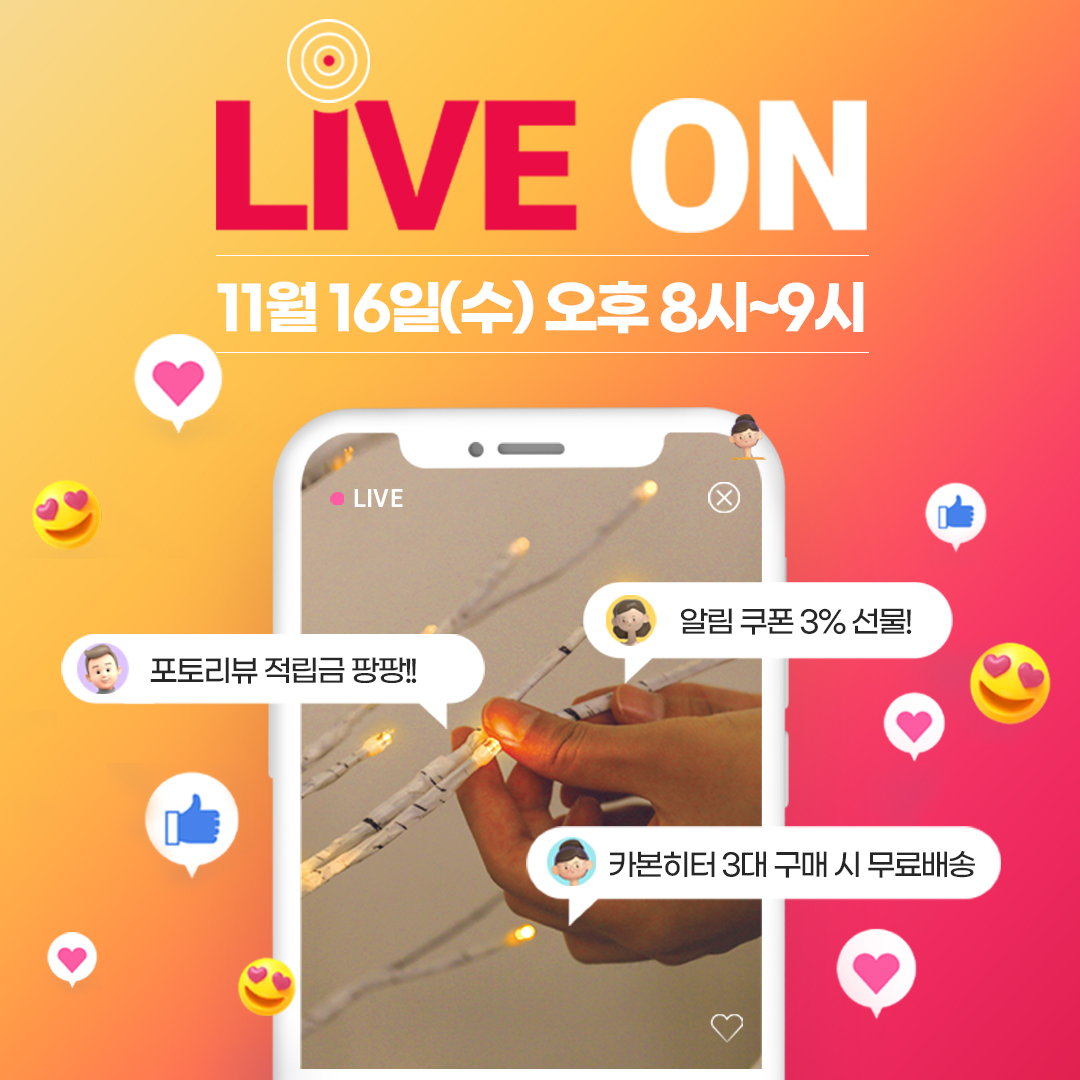 LIVE ON
11월 16일(수) 오후 8시~9시
LIVE
알림 쿠폰 3% 선물!
포토리뷰 적립금 팡팡!!
카본히터 3대 구매 시 무료배송